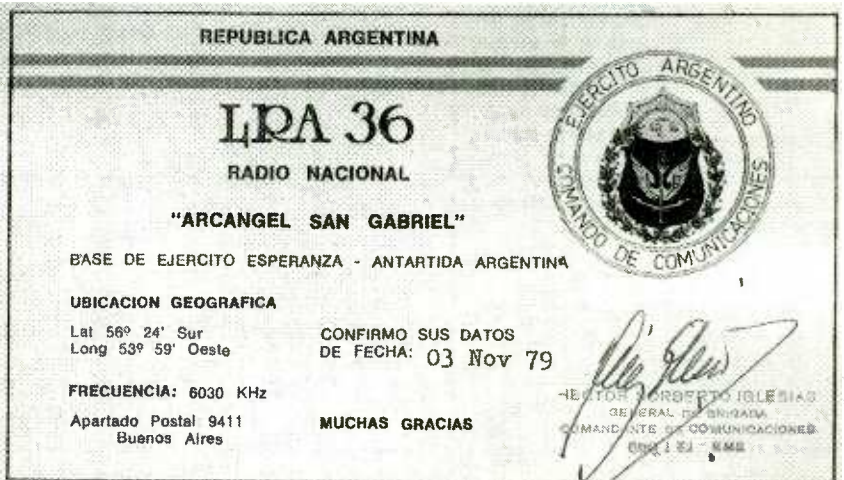 REPUBLICA ARGENTINA
EJERCITO ARGENTINO
COMANDO DE COMUNICACIONES
LRA 36
RADIO NACIONAL
"ARCANGEL SAN GABRIEL"
BASE DE EJERCITO ESPERANZA - ANTARTIDA ARGENTINA
UBICACION GEOGRAFICA
Lat 56º 24' Sur
Long 53º 59' Oeste
CONFIRMO SUS DATOS
DE FECHA: 03 Nov 79
FRECUENCIA: 6030 KHz
Apartado Postal 9411
Buenos Aires
MUCHAS GRACIAS
HECTOR NORBERTO IGLESIAS
GENERAL DE BRIGADA
COMANDANTE DE COMUNICACIONES